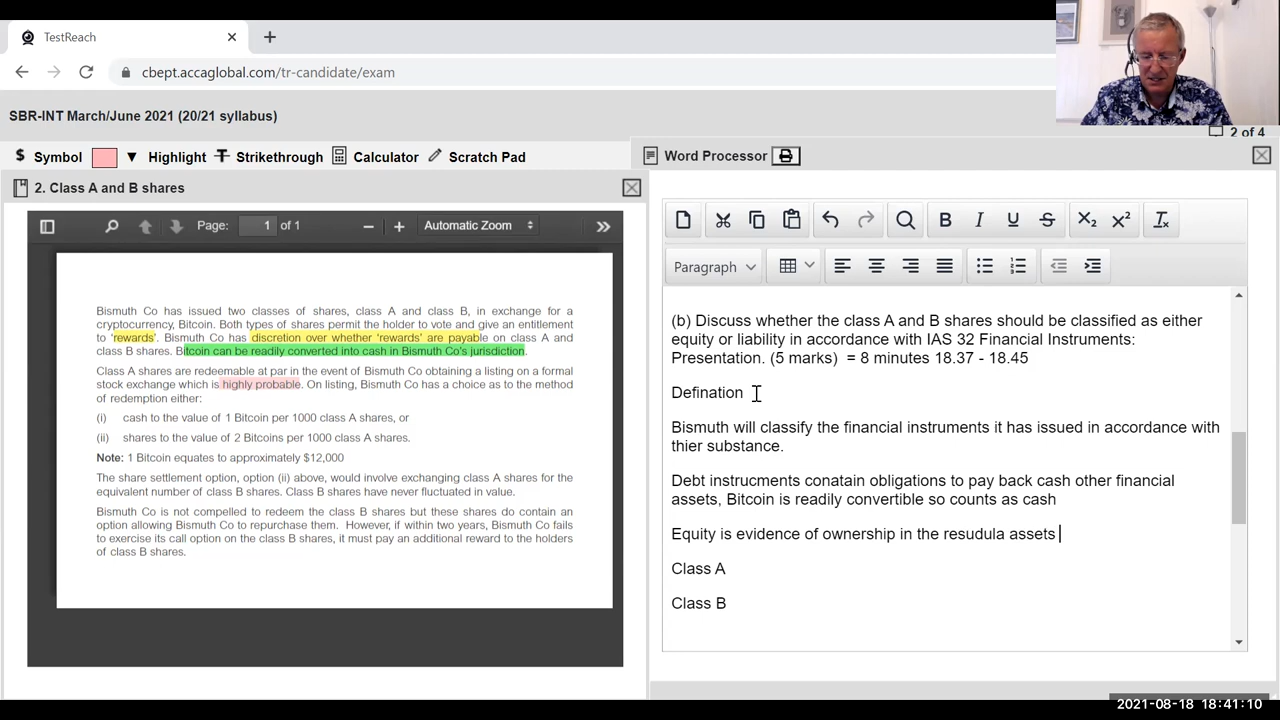 TestReach
cbept.accaglobal.com/tr-candidate/exam
SBR-INT March/June 2021 (20/21 syllabus)
2 of 4
$ Symbol Highlight Strikethrough Calculator Scratch Pad
Word Processor
2. Class A and B shares
Page: 1 of 1 Automatic Zoom
Bismuth Co has issued two classes of shares, class A and class B, in exchange for a
cryptocurrency, Bitcoin. Both types of shares permit the holder to vote and give an entitlement
to 'rewards'. Bismuth Co has discretion over whether 'rewards' are payable on class A and
class B shares. Bitcoin can be readily converted into cash in Bismuth Co's jurisdiction.
Class A shares are redeemable at par in the event of Bismuth Co obtaining a listing on a formal
stock exchange which is highly probable. On listing, Bismuth Co has a choice as to the method
of redemption either:
(i) cash to the value of 1 Bitcoin per 1000 class A shares, or
(ii) shares to the value of 2 Bitcoins per 1000 class A shares.
Note: 1 Bitcoin equates to approximately $12,000
The share settlement option, option (ii) above, would involve exchanging class A shares for the
equivalent number of class B shares. Class B shares have never fluctuated in value.
Bismuth Co is not compelled to redeem the class B shares but these shares do contain an
option allowing Bismuth Co to repurchase them. However, if within two years, Bismuth Co fails
to exercise its call option on the class B shares, it must pay an additional reward to the holders
of class B shares.
B I U S X₂ X² Tx
Paragraph
(b) Discuss whether the class A and B shares should be classified as either
equity or liability in accordance with IAS 32 Financial Instruments:
Presentation. (5 marks) = 8 minutes 18.37 - 18.45
Defination
Bismuth will classify the financial instruments it has issued in accordance with
thier substance.
Debt instrucments conatain obligations to pay back cash other financial
assets, Bitcoin is readily convertible so counts as cash
Equity is evidence of ownership in the resudula assets
Class A
Class B
2021-08-18 18:41:10